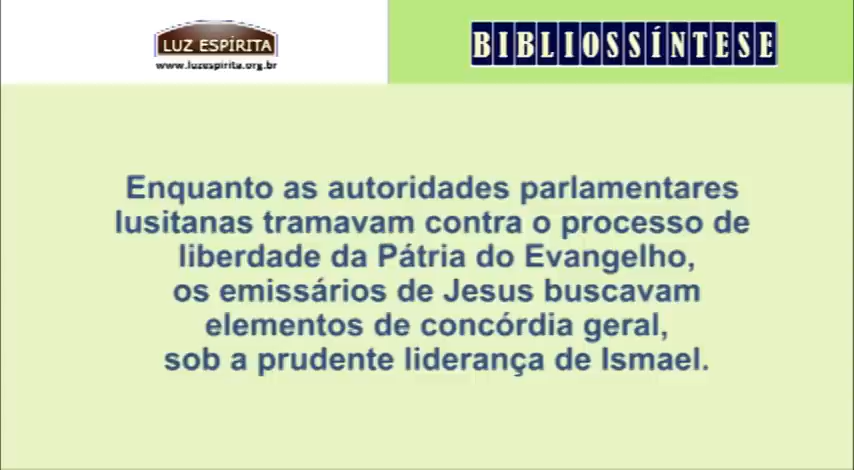 LUZ ESPÍRITA
www.luzespirita.org.br
BIBLIOSSÍNTESE
Enquanto as autoridades parlamentares
lusitanas tramavam contra o processo de
liberdade da Pátria do Evangelho,
os emissários de Jesus buscavam
elementos de concórdia geral,
sob a prudente liderança de Ismael.